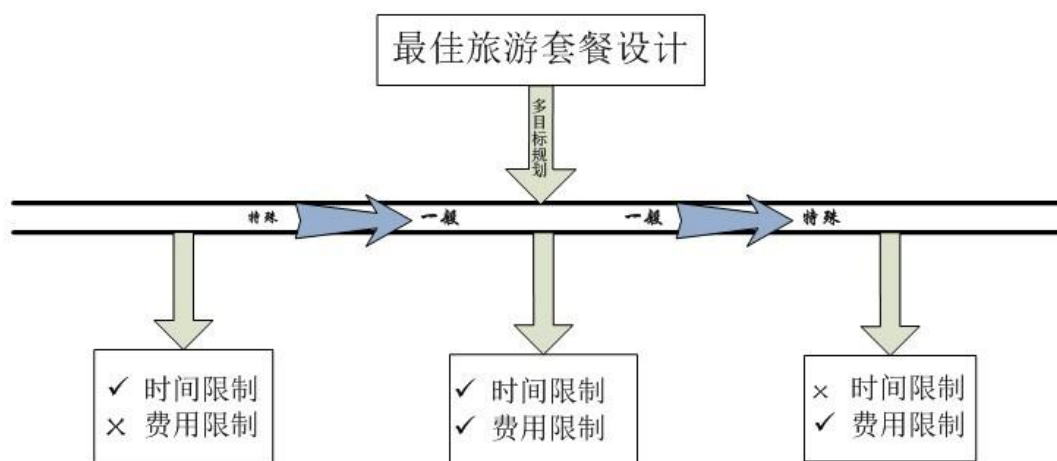 最佳旅游套餐设计
多目标规划
特殊 一般 一般 特殊
✓ 时间限制
× 费用限制
✓ 时间限制
✓ 费用限制
× 时间限制
✓ 费用限制